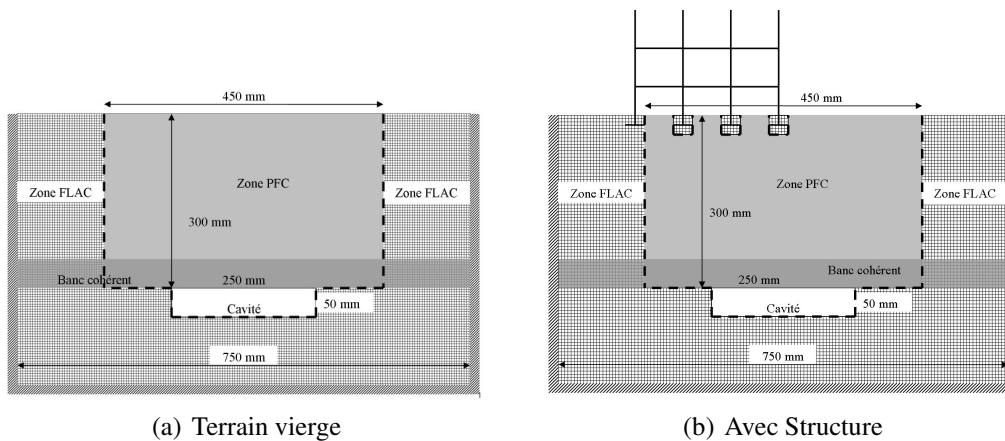 450 mm
Zone FLAC
Zone PFC
Zone FLAC
300 mm
Banc cohérent
250 mm
Cavité
50 mm
750 mm
(a) Terrain vierge
450 mm
Zone FLAC
Zone PFC
Zone FLAC
300 mm
Banc cohérent
250 mm
Cavité
50 mm
750 mm
(b) Avec Structure